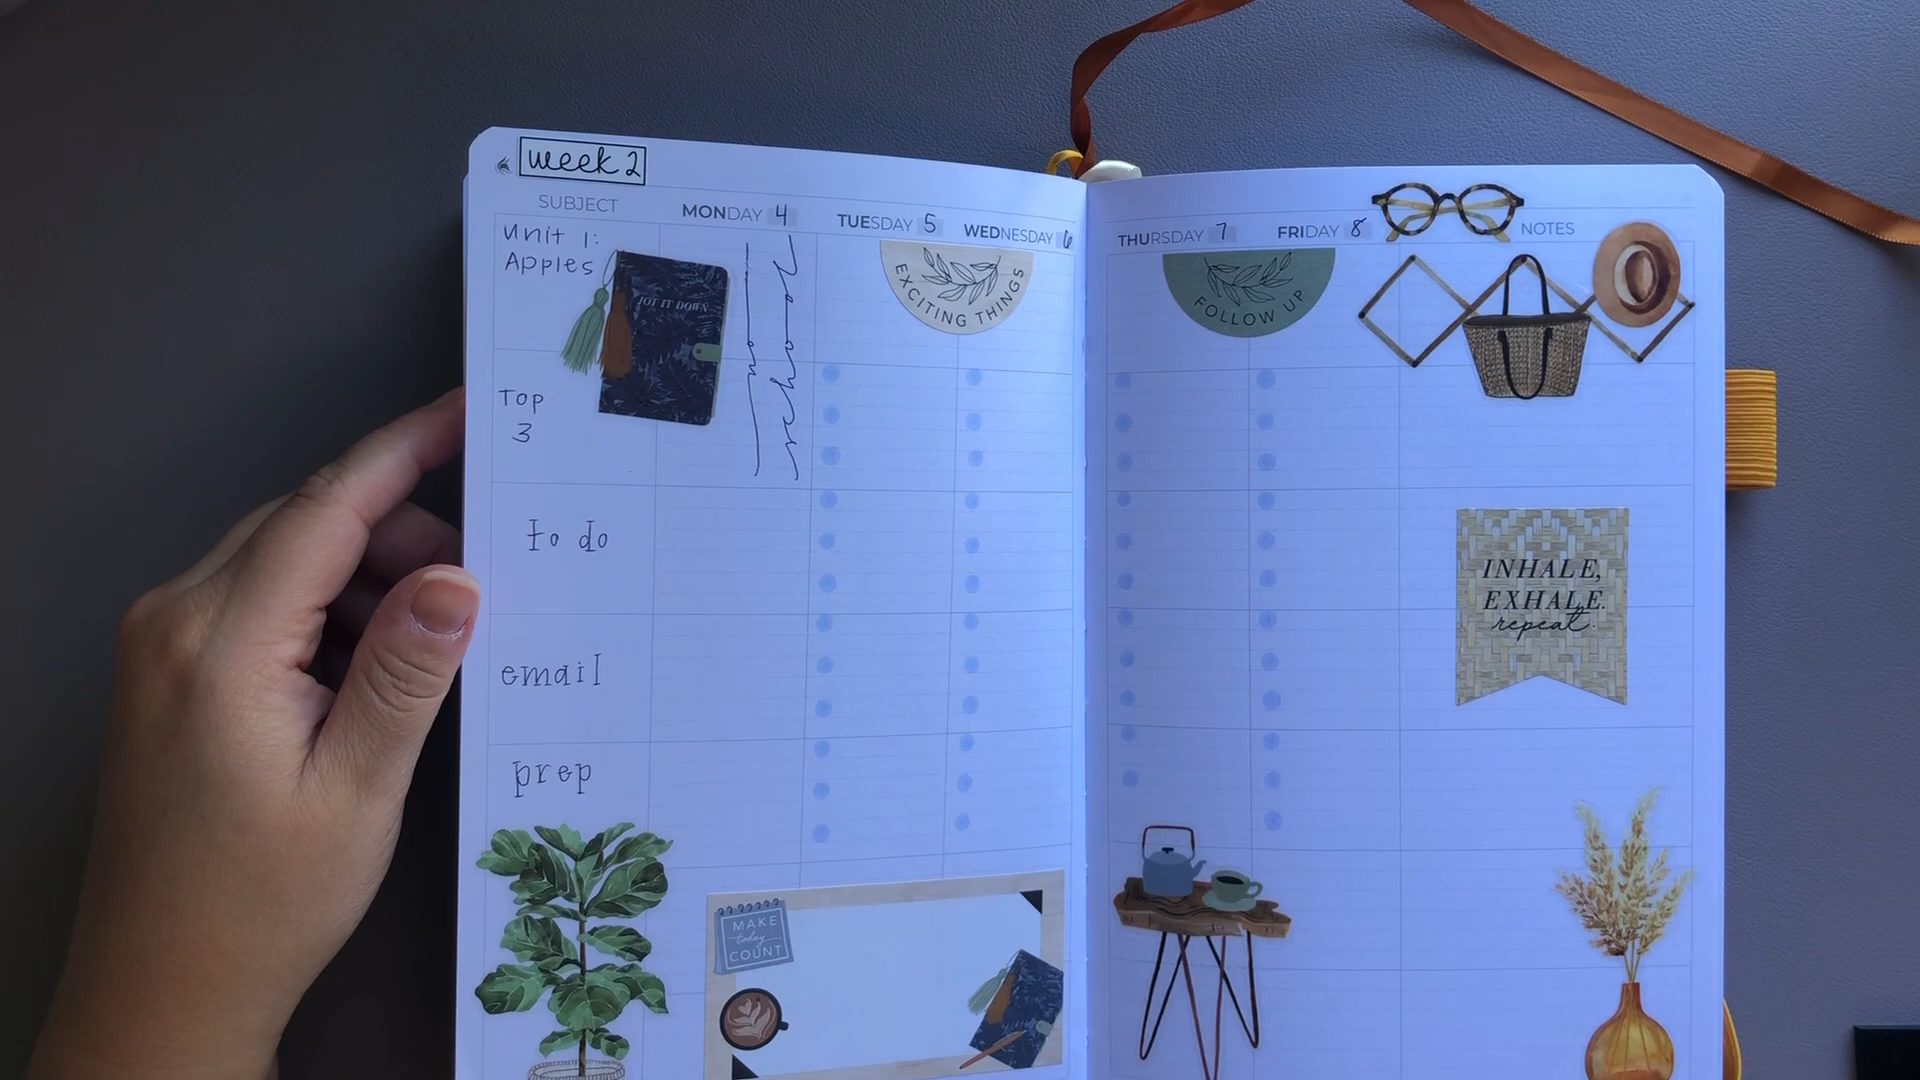 week 2
SUBJECT
MONDAY 4
TUESDAY 5
WEDNESDAY 6
THURSDAY 7
FRIDAY 8
NOTES
Unit 1:
Apples
JOT IT DOWN
no
school
EXCITING THINGS
FOLLOW UP
Top
3
to do
INHALE,
EXHALE.
repeat.
email
prep
MAKE
today
COUNT